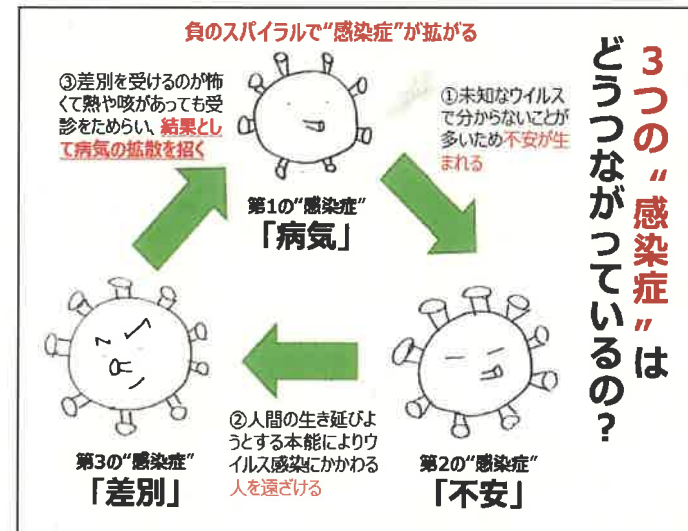 負のスパイラルで“感染症”が拡がる
3つの“感染症”は
どうつながっているの?
①未知なウイルス
で分からないことが
多いため不安が生
まれる
③差別を受けるのが怖
くて熱や咳があっても受
診をためらい、結果とし
て病気の拡散を招く
第1の“感染症”
「病気」
②人間の生き延びよ
うとする本能によりウ
イルス感染にかかわる
人を遠ざける
第3の“感染症”
「差別」
第2の“感染症”
「不安」